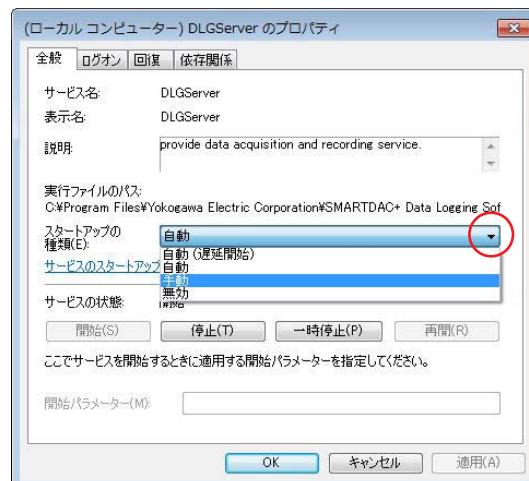 (ローカル コンピューター) DLGServer のプロパティ
全般 ログオン 回復 依存関係
サービス名: DLGServer
表示名: DLGServer
説明: provide data acquisition and recording service.
実行ファイルのパス:
C:¥Program Files¥Yokogawa Electric Corporation¥SMARTDAC+ Data Logging Sof
スタートアップの
種類(E): 自動
自動 (遅延開始)
サービスのスタートアップ 自動
手動
無効
サービスの状態: 開始
開始(S) 停止(T) 一時停止(P) 再開(R)
ここでサービスを開始するときに適用する開始パラメーターを指定してください。
開始パラメーター(M):
OK キャンセル 適用(A)